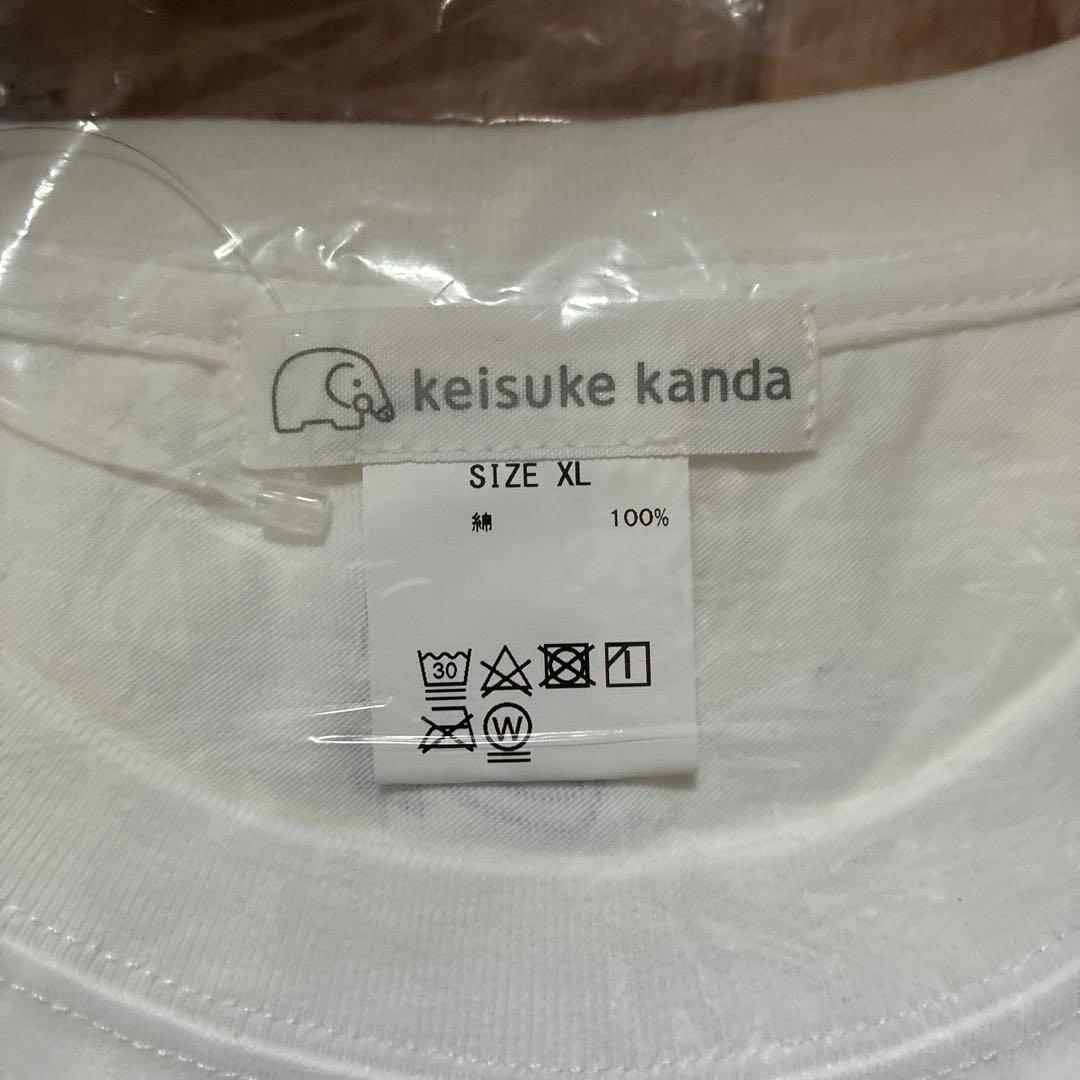 keisuke kanda
SIZE XL
綿 100%
30
W